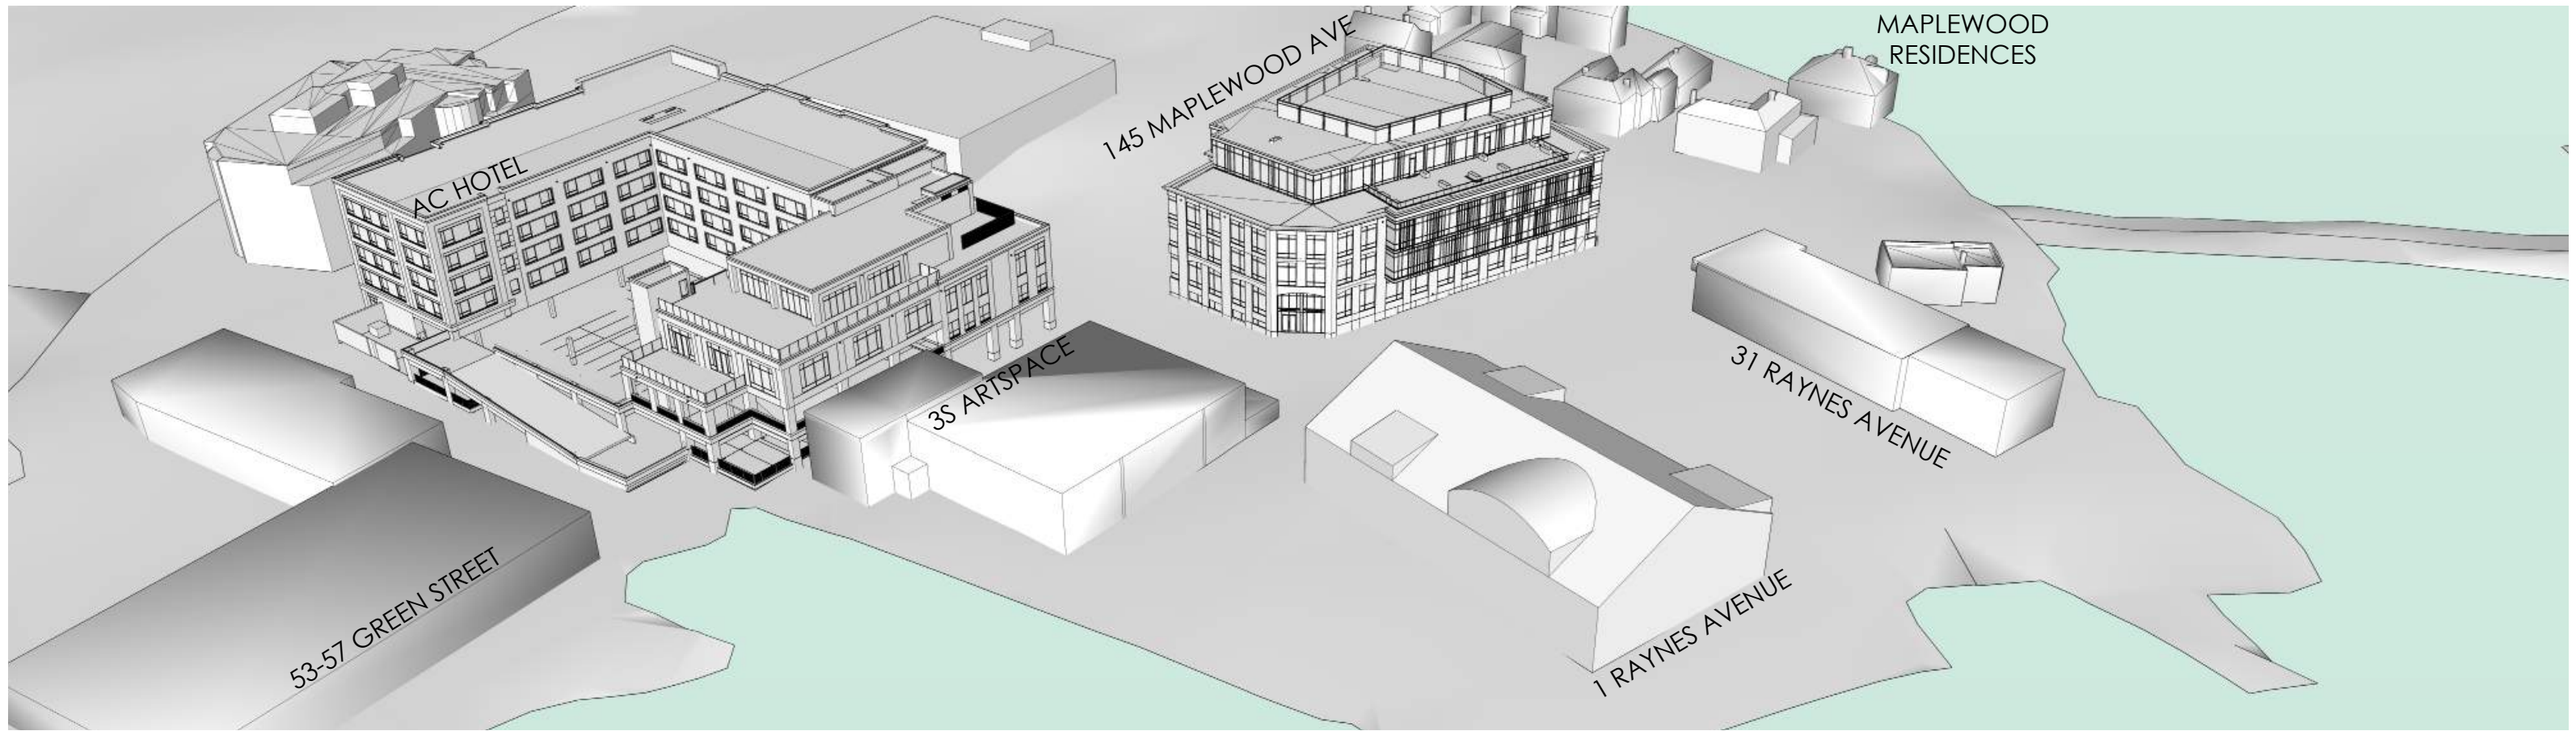 MAPLEWOOD
RESIDENCES
145 MAPLEWOOD AVE
AC HOTEL
3S ARTSPACE
31 RAYNES AVENUE
53-57 GREEN STREET
1 RAYNES AVENUE